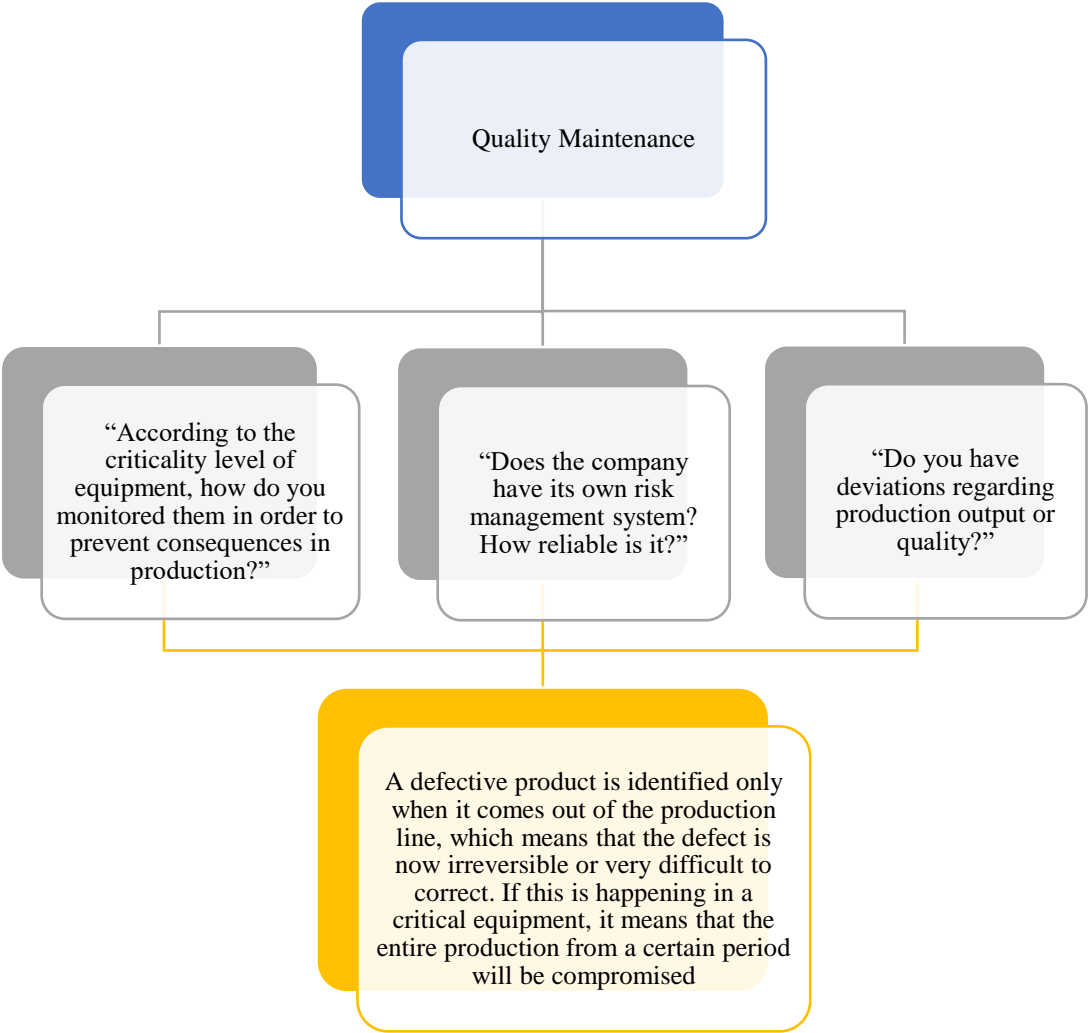 Quality Maintenance
“According to the
criticality level of
equipment, how do you
monitored them in order to
prevent consequences in
production?”
“Does the company
have its own risk
management system?
How reliable is it?”
“Do you have
deviations regarding
production output or
quality?”
A defective product is identified only
when it comes out of the production
line, which means that the defect is
now irreversible or very difficult to
correct. If this is happening in a
critical equipment, it means that the
entire production from a certain period
will be compromised